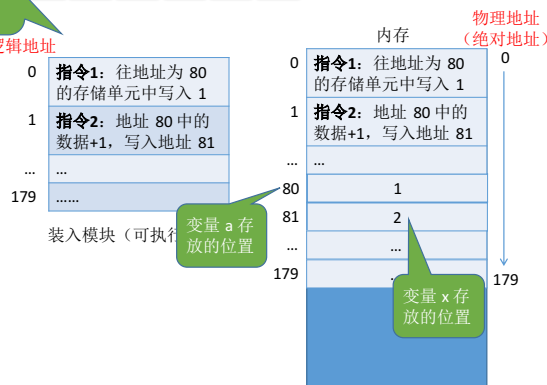 逻辑地址
0
指令1：往地址为 80
的存储单元中写入 1
1
指令2：地址 80 中的
数据+1，写入地址 81
...
...
179
......
装入模块（可执行
变量 a 存
放的位置
内存
0
指令1：往地址为 80
的存储单元中写入 1
1
指令2：地址 80 中的
数据+1，写入地址 81
...
...
80
1
81
2
...
...
179
变量 x 存
放的位置
物理地址
（绝对地址）
0
179